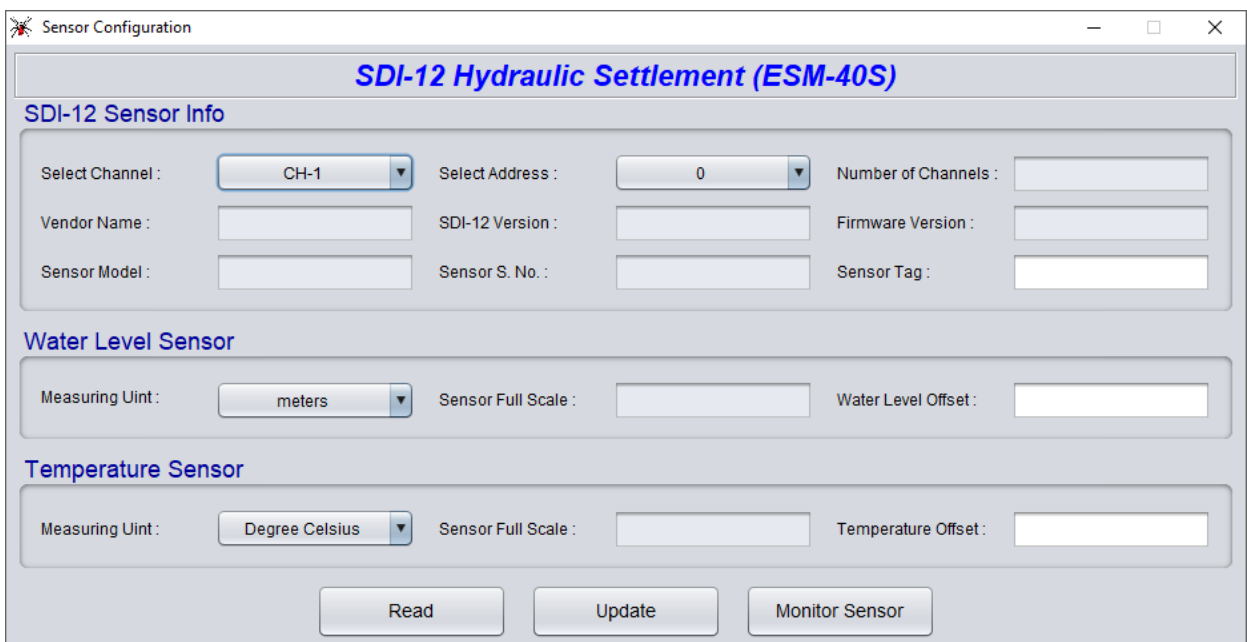 Sensor Configuration
SDI-12 Hydraulic Settlement (ESM-40S)
SDI-12 Sensor Info
Select Channel : CH-1 Select Address : 0 Number of Channels :
Vendor Name : SDI-12 Version : Firmware Version :
Sensor Model : Sensor S. No. : Sensor Tag :
Water Level Sensor
Measuring Uint : meters Sensor Full Scale : Water Level Offset :
Temperature Sensor
Measuring Uint : Degree Celsius Sensor Full Scale : Temperature Offset :
Read Update Monitor Sensor